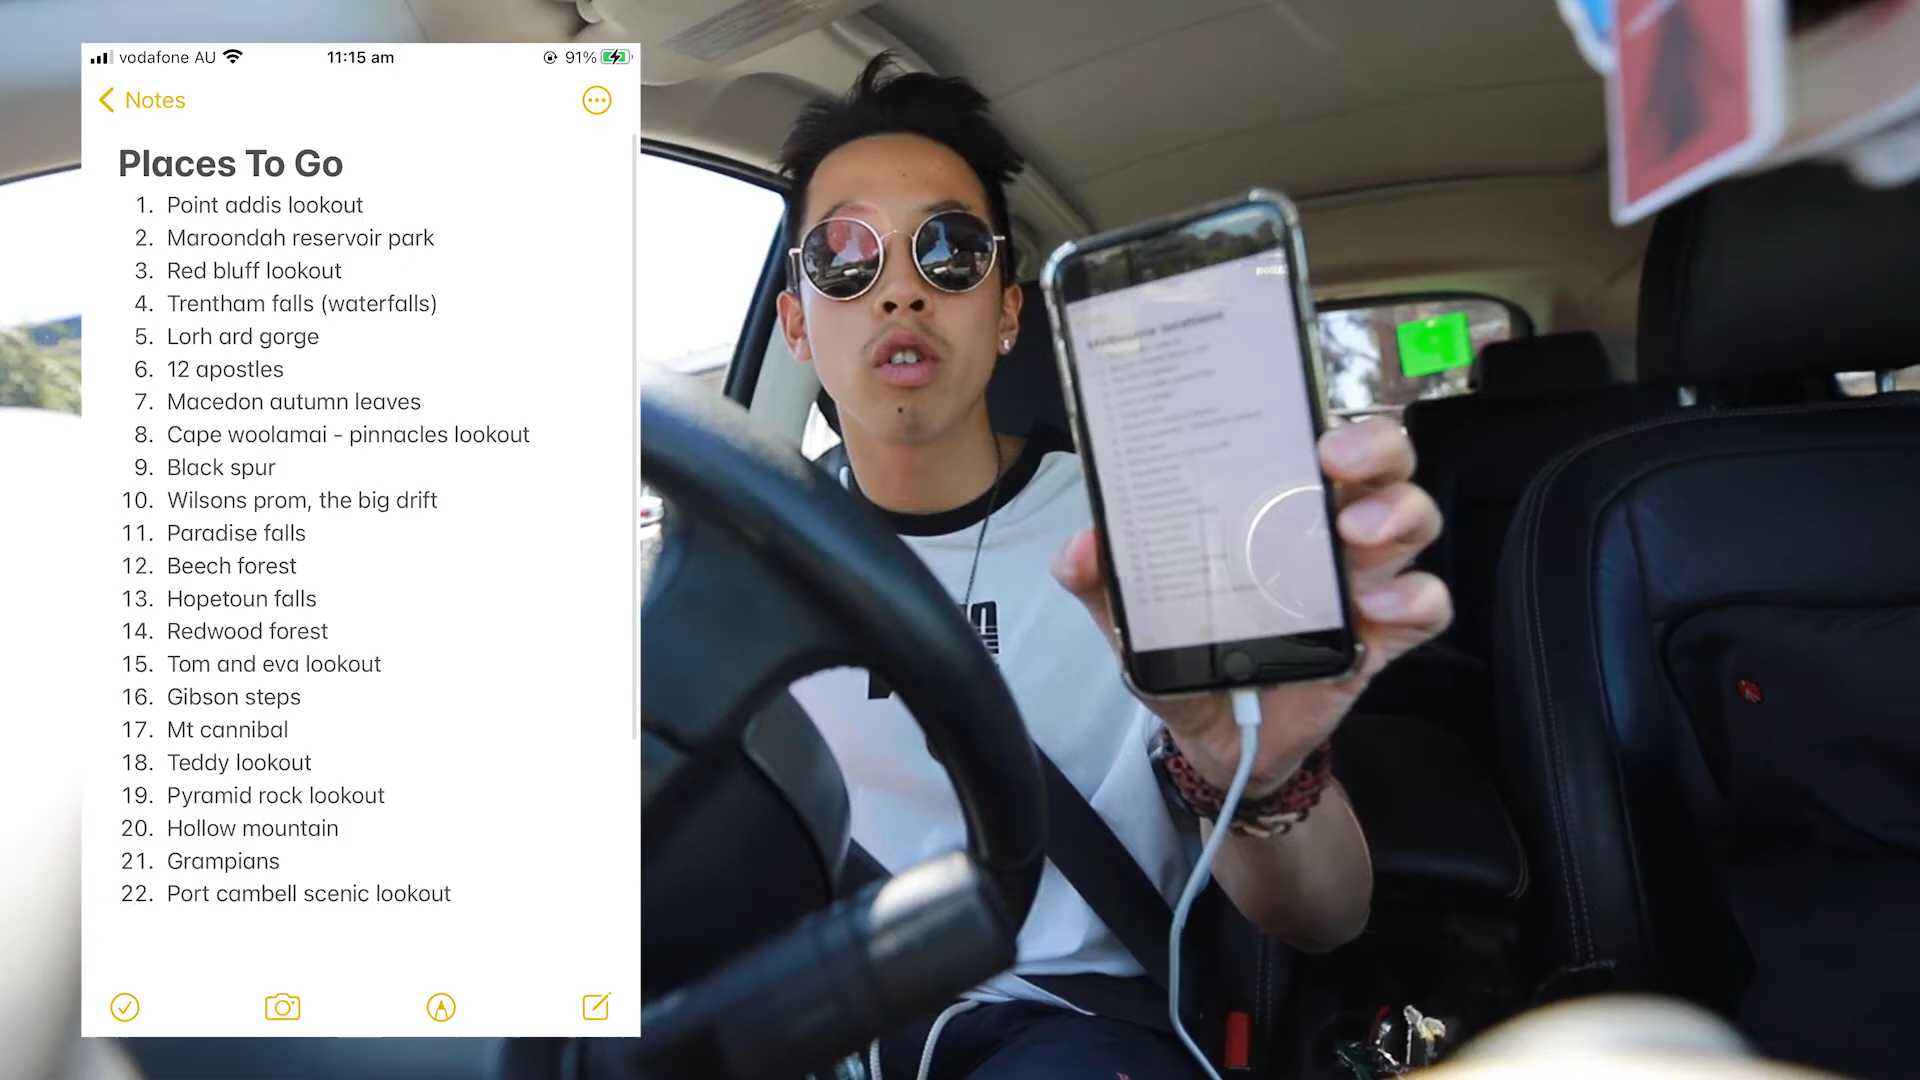 vodafone AU
11:15 am
91%
Notes
Places To Go
1. Point addis lookout
2. Maroondah reservoir park
3. Red bluff lookout
4. Trentham falls (waterfalls)
5. Lorh ard gorge
6. 12 apostles
7. Macedon autumn leaves
8. Cape woolamai - pinnacles lookout
9. Black spur
10. Wilsons prom, the big drift
11. Paradise falls
12. Beech forest
13. Hopetoun falls
14. Redwood forest
15. Tom and eva lookout
16. Gibson steps
17. Mt cannibal
18. Teddy lookout
19. Pyramid rock lookout
20. Hollow mountain
21. Grampians
22. Port cambell scenic lookout